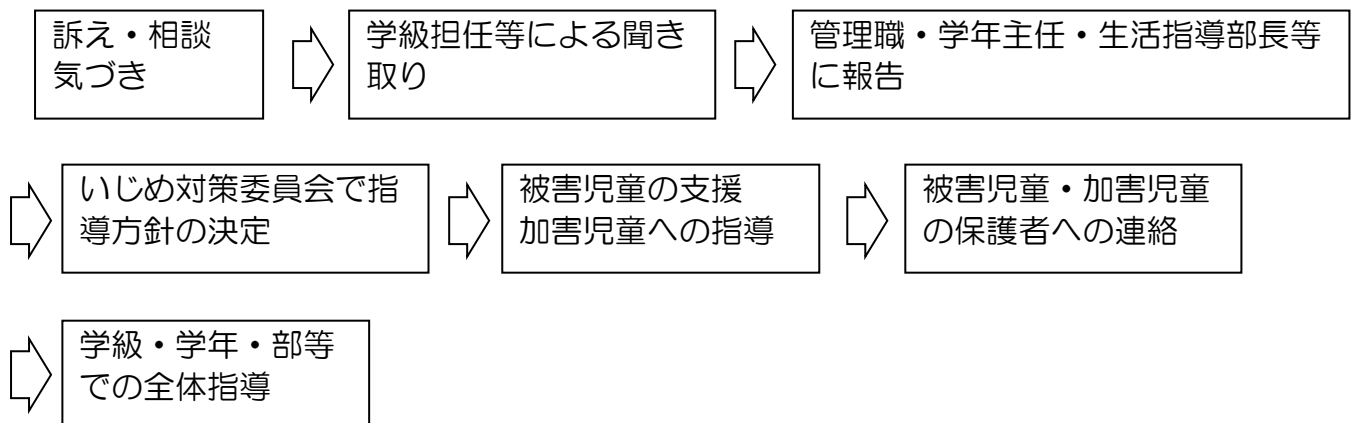 訴え・相談
気づき
学級担任等による聞き
取り
管理職・学年主任・生活指導部長等
に報告
いじめ対策委員会で指
導方針の決定
被害児童の支援
加害児童への指導
被害児童・加害児童
の保護者への連絡
学級・学年・部等
での全体指導